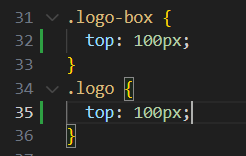 31 .logo-box {
32 top: 100px;
33 }
34 .logo {
35 top: 100px;
36 }